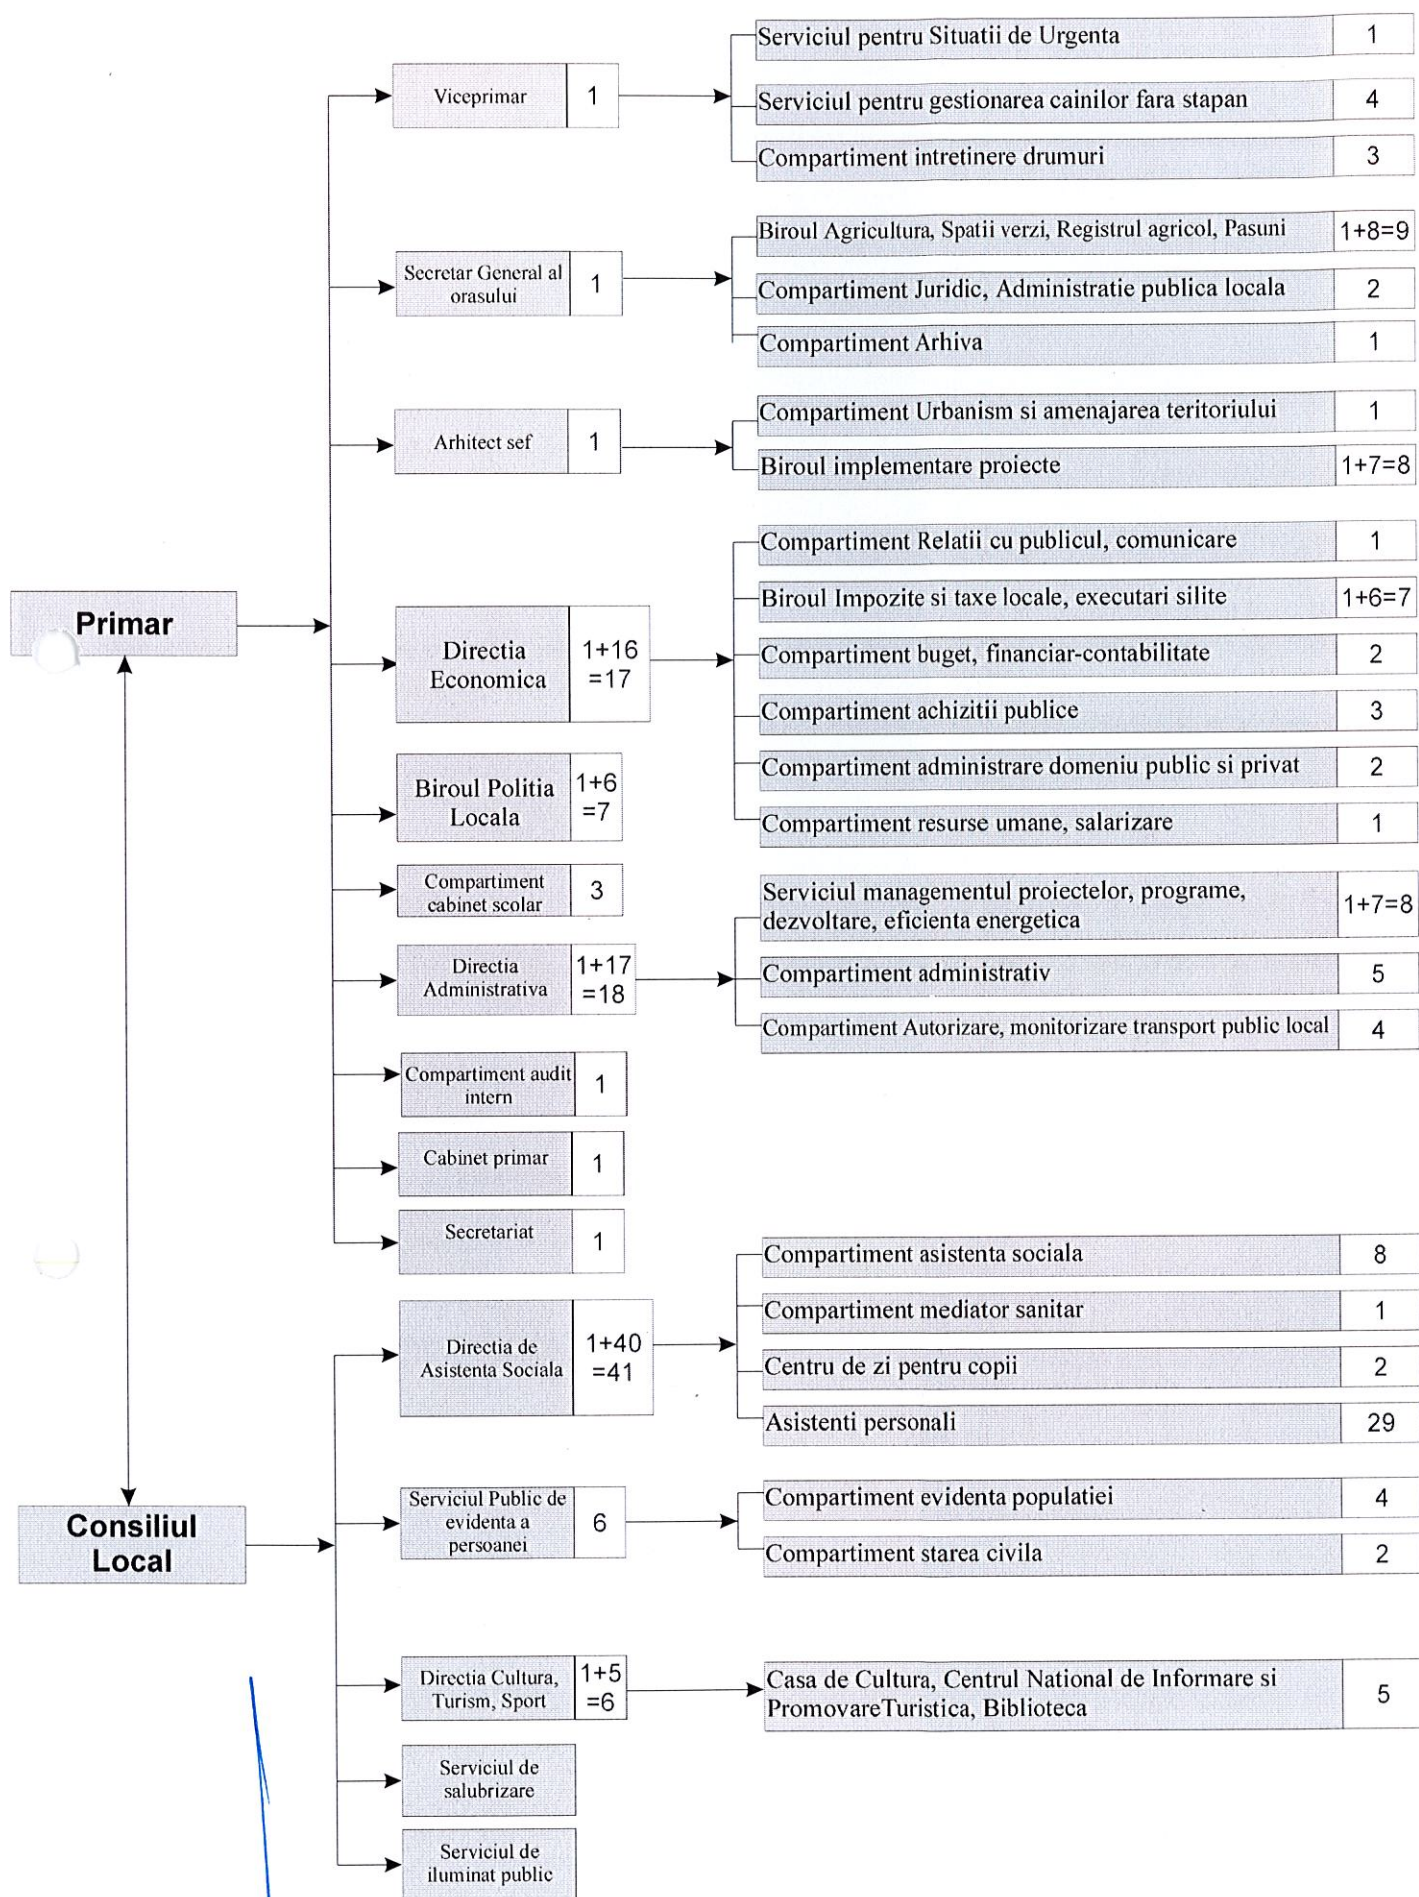 Primar
Consiliul
Local
Viceprimar 1
Serviciul pentru Situatii de Urgenta 1
Serviciul pentru gestionarea cainilor fara stapan 4
Compartiment intretinere drumuri 3
Secretar General al
orasului
1
Biroul Agricultura, Spatii verzi, Registrul agricol, Pasuni 1+8=9
Compartiment Juridic, Administratie publica locala 2
Compartiment Arhiva 1
Arhitect sef 1
Compartiment Urbanism si amenajarea teritoriului 1
Biroul implementare proiecte 1+7=8
Directia
Economica
1+16
=17
Compartiment Relatii cu publicul, comunicare 1
Biroul Impozite si taxe locale, executari silite 1+6=7
Compartiment buget, financiar-contabilitate 2
Compartiment achizitii publice 3
Compartiment administrare domeniu public si privat 2
Compartiment resurse umane, salarizare 1
Biroul Politia
Locala
1+6
=7
Compartiment
cabinet scolar
3
Directia
Administrativa
1+17
=18
Serviciul managementul proiectelor, programe,
dezvoltare, eficienta energetica
1+7=8
Compartiment administrativ 5
Compartiment Autorizare, monitorizare transport public local 4
Compartiment audit
intern
1
Cabinet primar 1
Secretariat 1
Directia de
Asistenta Sociala
1+40
=41
Compartiment asistenta sociala 8
Compartiment mediator sanitar 1
Centru de zi pentru copii 2
Asistenti personali 29
Serviciul Public de
evidenta a
persoanei
6
Compartiment evidenta populatiei 4
Compartiment starea civila 2
Directia Cultura,
Turism, Sport
1+5
=6
Casa de Cultura, Centrul National de Informare si
PromovareTuristica, Biblioteca
5
Serviciul de
salubrizare
Serviciul de
iluminat public